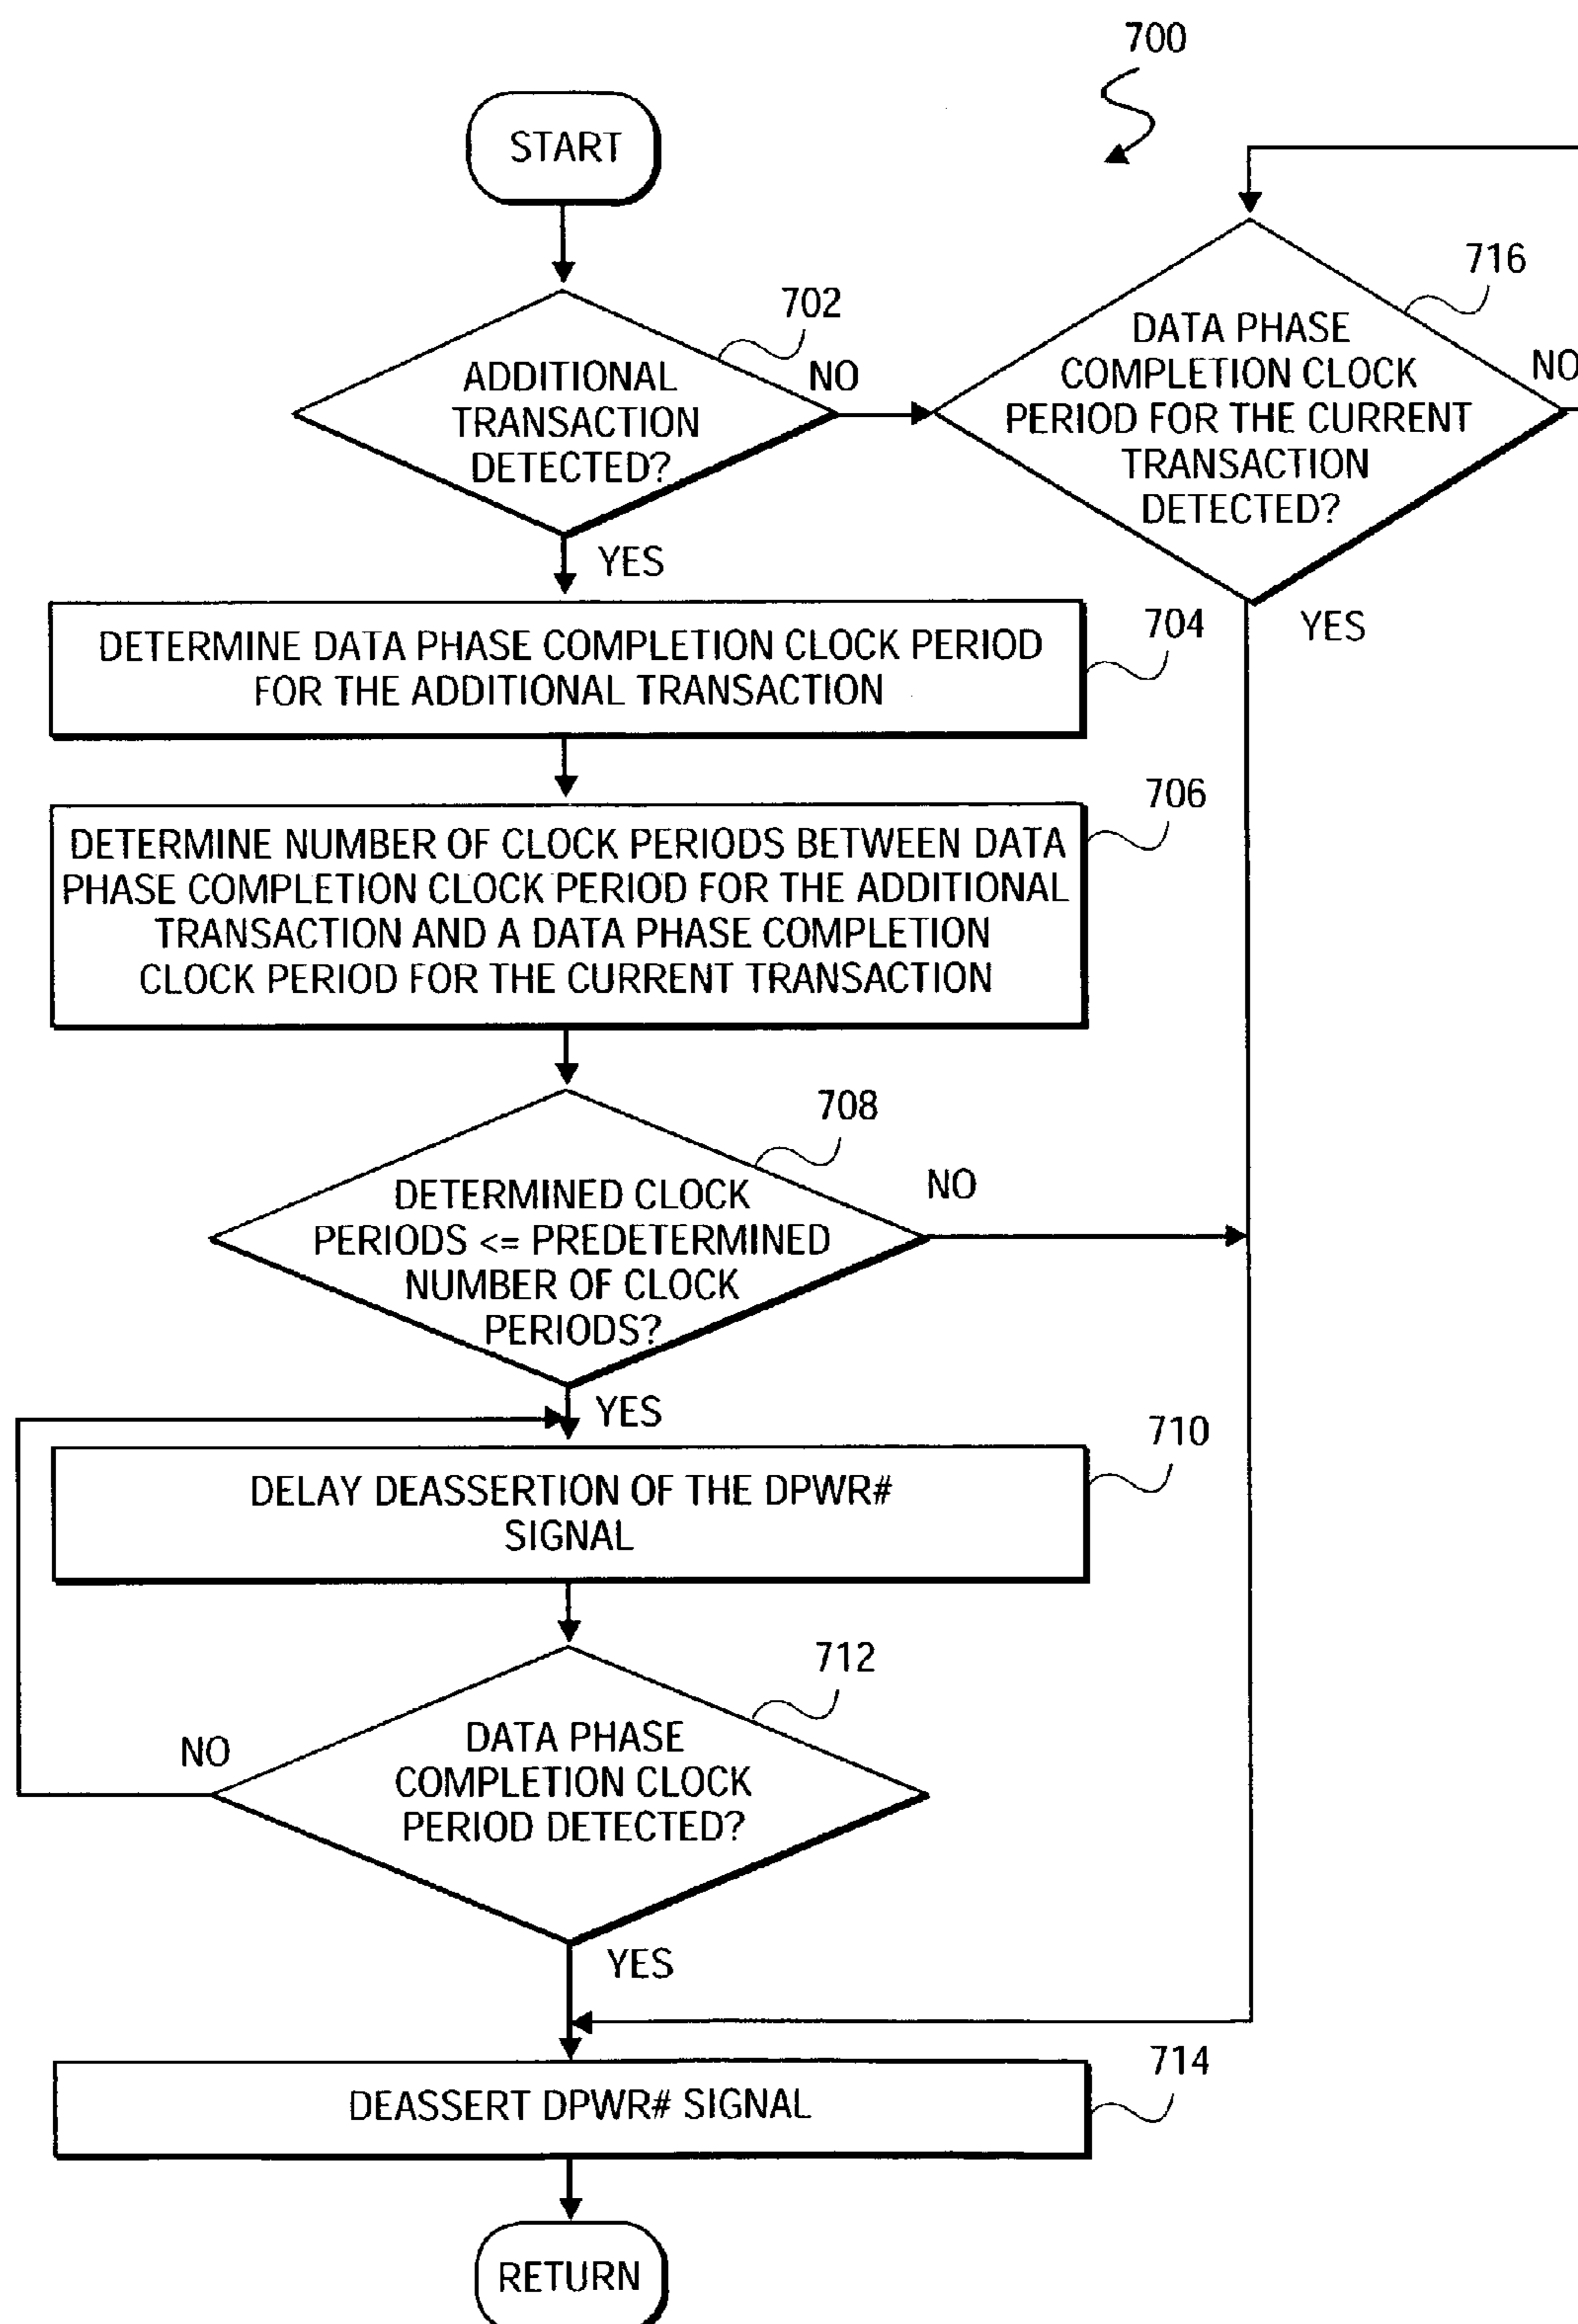 700
START
702
ADDITIONAL
TRANSACTION
DETECTED?
NO
YES
716
DATA PHASE
COMPLETION CLOCK
PERIOD FOR THE CURRENT
TRANSACTION
DETECTED?
NO
YES
704
DETERMINE DATA PHASE COMPLETION CLOCK PERIOD
FOR THE ADDITIONAL TRANSACTION
706
DETERMINE NUMBER OF CLOCK PERIODS BETWEEN DATA
PHASE COMPLETION CLOCK PERIOD FOR THE ADDITIONAL
TRANSACTION AND A DATA PHASE COMPLETION
CLOCK PERIOD FOR THE CURRENT TRANSACTION
708
DETERMINED CLOCK
PERIODS <= PREDETERMINED
NUMBER OF CLOCK
PERIODS?
NO
YES
710
DELAY DEASSERTION OF THE DPWR#
SIGNAL
712
DATA PHASE
COMPLETION CLOCK
PERIOD DETECTED?
NO
YES
714
DEASSERT DPWR# SIGNAL
RETURN